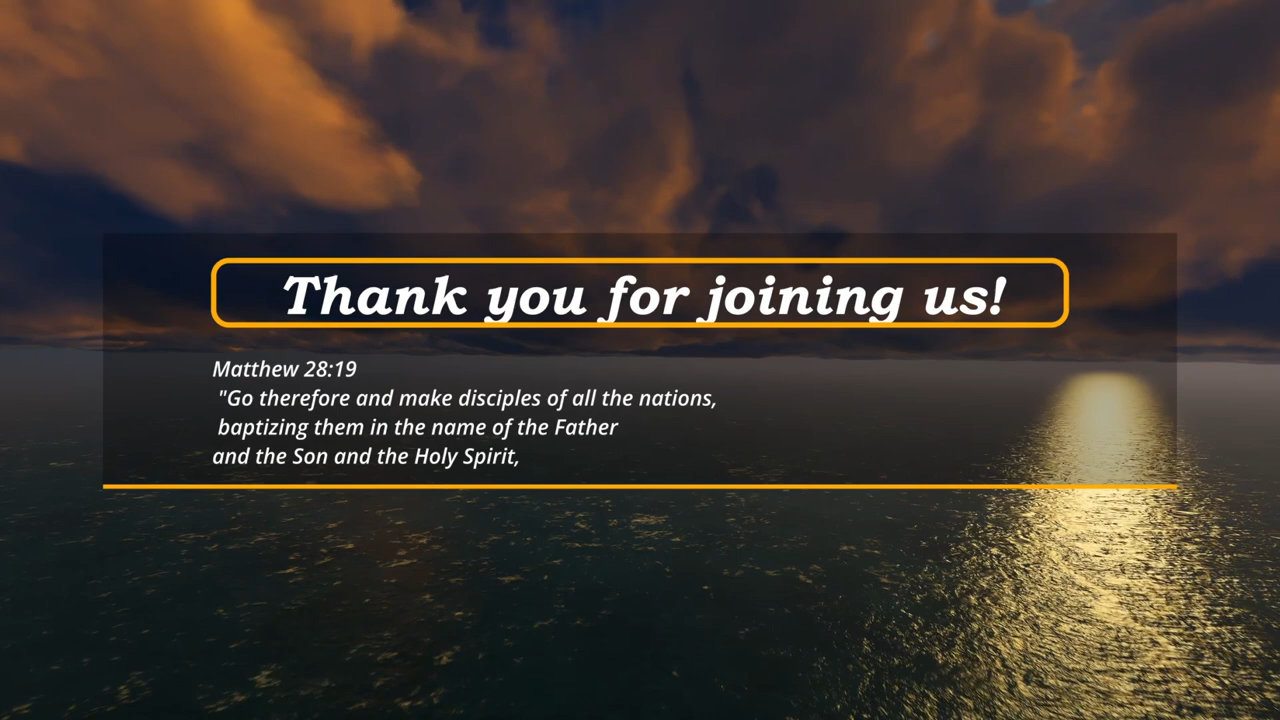 Thank you for joining us!
Matthew 28:19
"Go therefore and make disciples of all the nations,
baptizing them in the name of the Father
and the Son and the Holy Spirit,